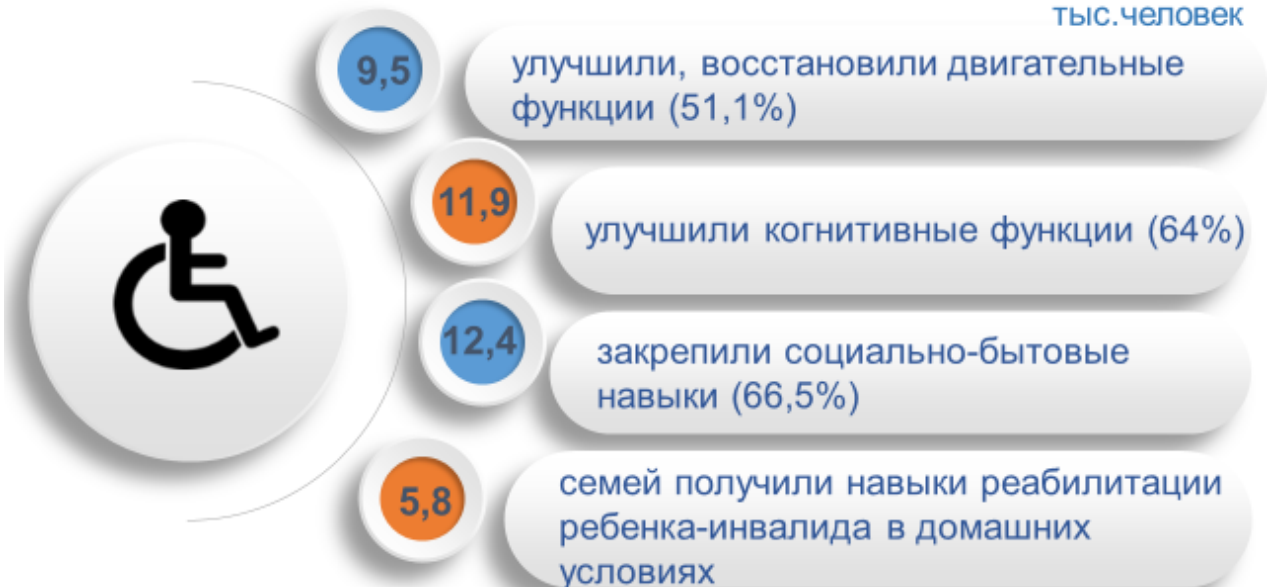 тыс.человек
9,5
улучшили, восстановили двигательные
функции (51,1%)
11,9
улучшили когнитивные функции (64%)
12,4
закрепили социально-бытовые
навыки (66,5%)
5,8
семей получили навыки реабилитации
ребенка-инвалида в домашних
условиях